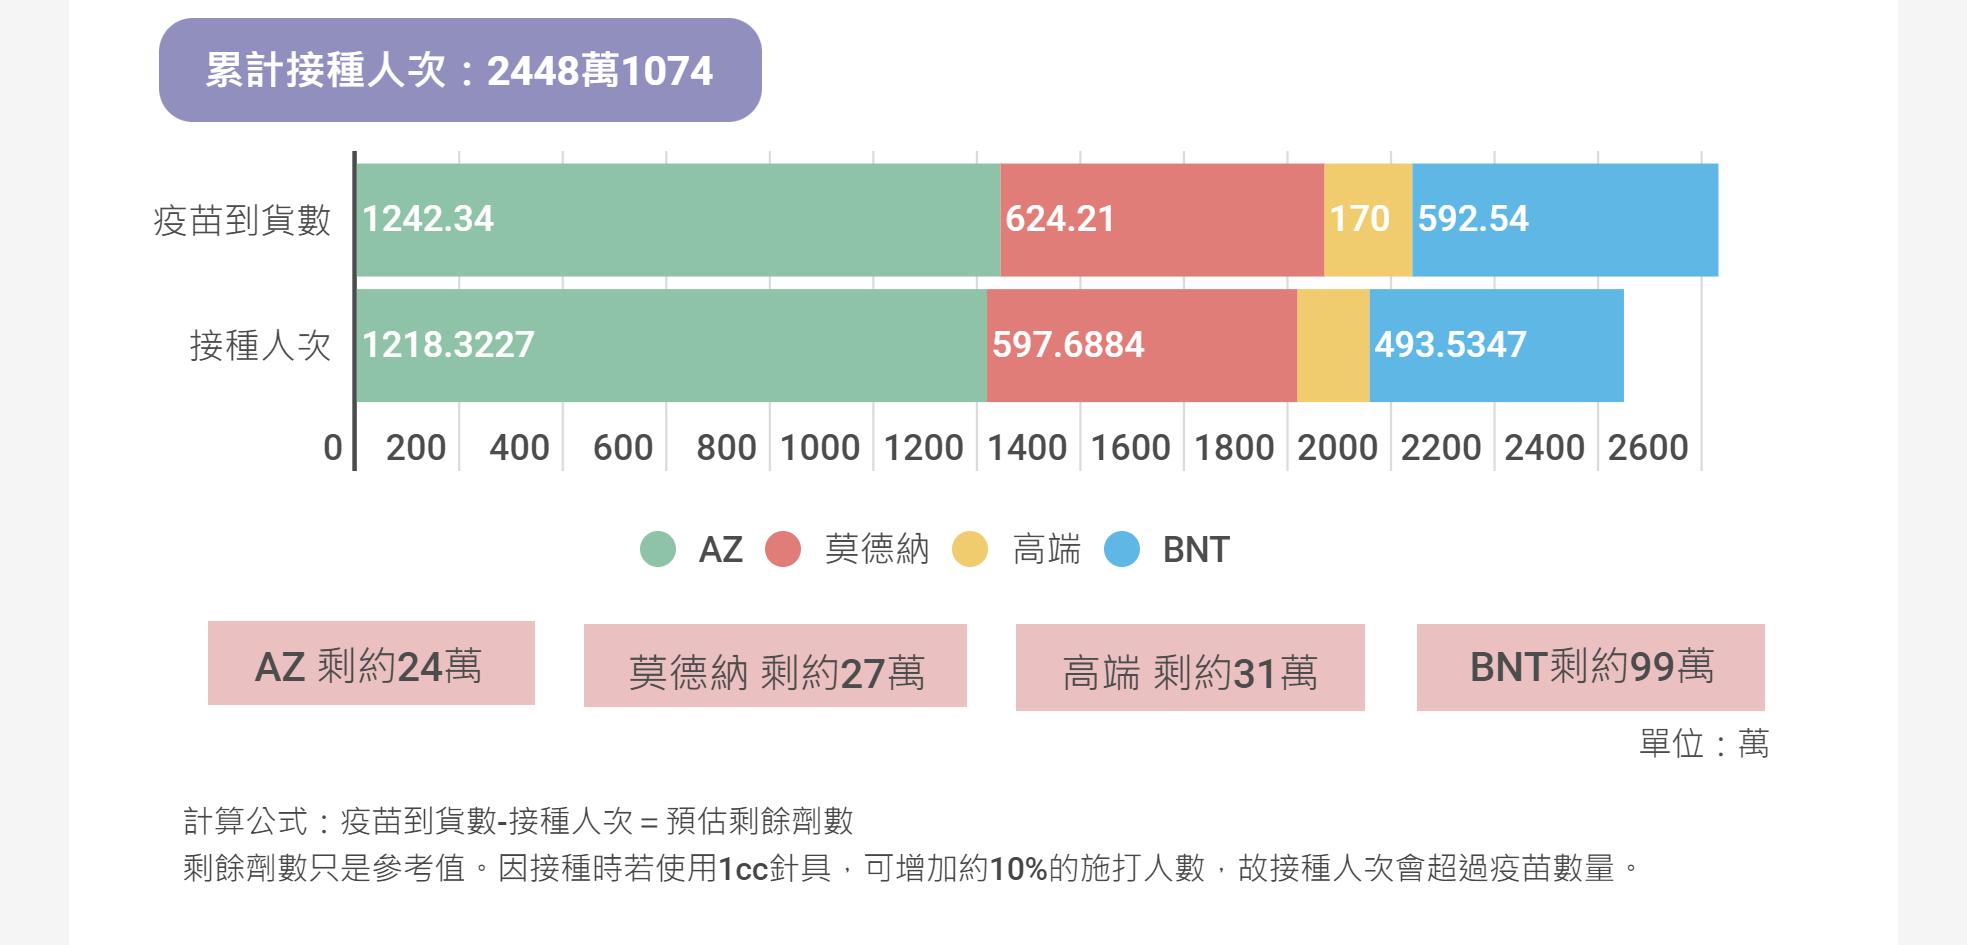 累計接種人次：2448萬1074
疫苗到貨數 1242.34 624.21 170 592.54
接種人次 1218.3227 597.6884 493.5347
0 200 400 600 800 1000 1200 1400 1600 1800 2000 2200 2400 2600
AZ 莫德納 高端 BNT
AZ 剩約24萬 莫德納 剩約27萬 高端 剩約31萬 BNT剩約99萬
單位：萬
計算公式：疫苗到貨數-接種人次 = 預估剩餘劑數
剩餘劑數只是參考值。因接種時若使用1cc針具，可增加約10%的施打人數，故接種人次會超過疫苗數量。